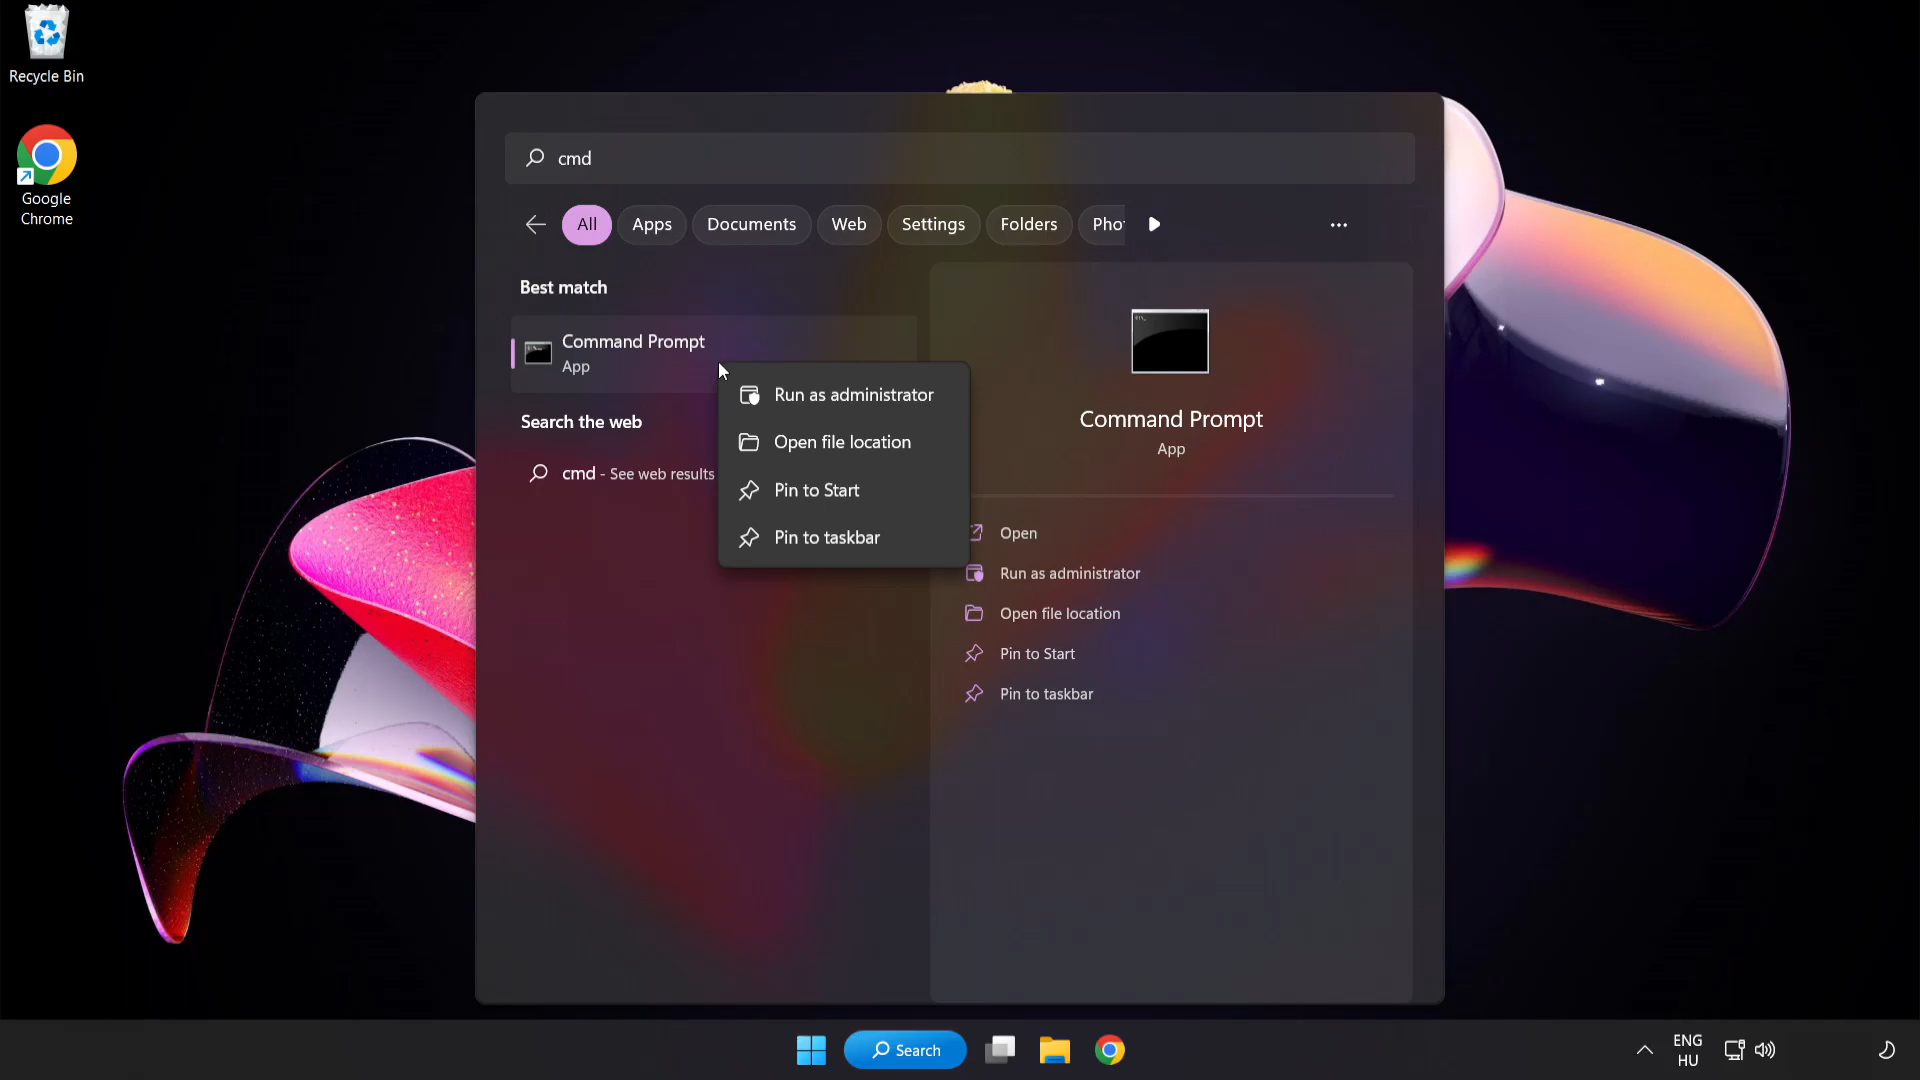 Recycle Bin
Google
Chrome
cmd
All
Apps
Documents
Web
Settings
Folders
Pho
Best match
Command Prompt
App
Search the web
cmd - See web results
Run as administrator
Open file location
Pin to Start
Pin to taskbar
Command Prompt
App
Open
Run as administrator
Open file location
Pin to Start
Pin to taskbar
Search
ENG
HU